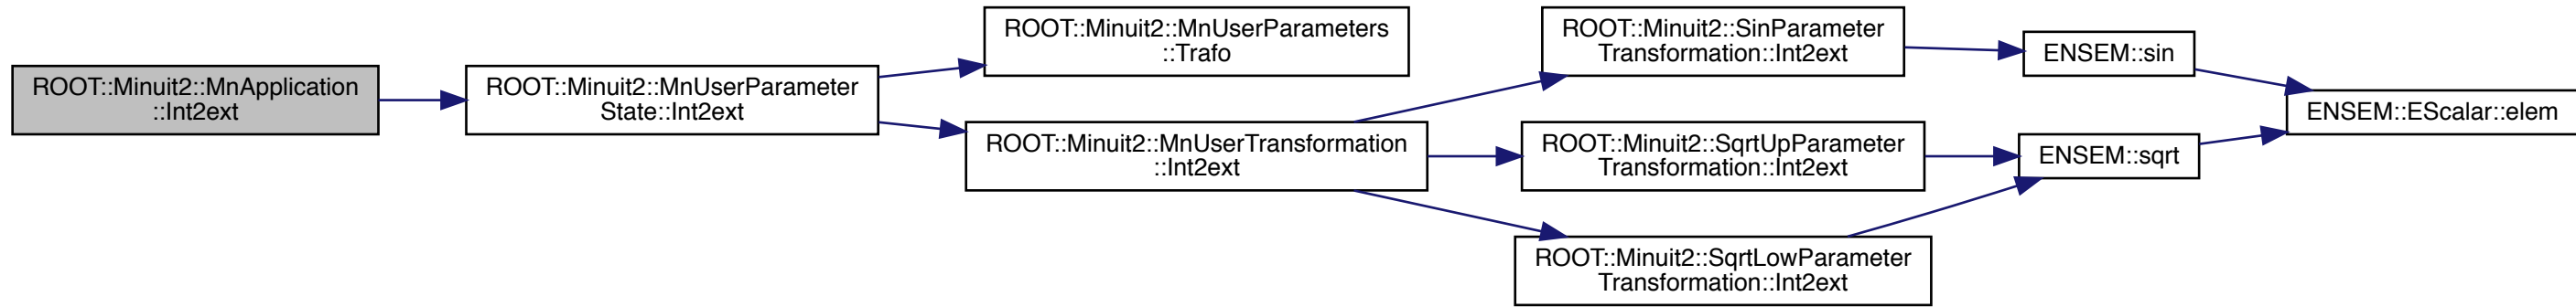 ROOT::Minuit2::MnApplication
::Int2ext
ROOT::Minuit2::MnUserParameter
State::Int2ext
ROOT::Minuit2::MnUserParameters
::Trafo
ROOT::Minuit2::MnUserTransformation
::Int2ext
ROOT::Minuit2::SinParameter
Transformation::Int2ext
ROOT::Minuit2::SqrtUpParameter
Transformation::Int2ext
ROOT::Minuit2::SqrtLowParameter
Transformation::Int2ext
ENSEM::sin
ENSEM::sqrt
ENSEM::EScalar::elem